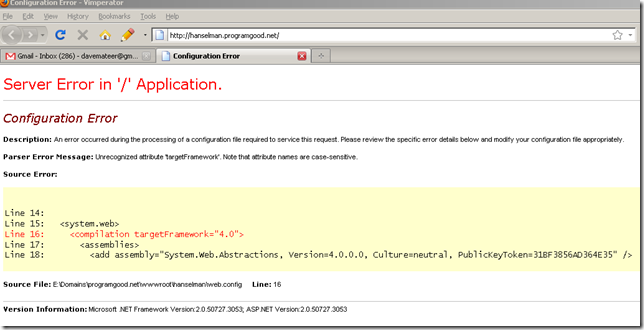 Configuration Error - Vimperator
File Edit View History Bookmarks Tools Help
http://hanselman.programgood.net/
Gmail - Inbox (286) - davemateer@gm...
Configuration Error
Server Error in '/' Application.
Configuration Error
Description: An error occurred during the processing of a configuration file required to service this request. Please review the specific error details below and modify your configuration file appropriately.
Parser Error Message: Unrecognized attribute 'targetFramework'. Note that attribute names are case-sensitive.
Source Error:
Line 14:
Line 15: <system.web>
Line 16: <compilation targetFramework="4.0">
Line 17: <assemblies>
Line 18: <add assembly="System.Web.Abstractions, Version=4.0.0.0, Culture=neutral, PublicKeyToken=31BF3856AD364E35" />
Source File: E:\Domains\programgood.net\wwwroot\hanselman\web.config Line: 16
Version Information: Microsoft .NET Framework Version:2.0.50727.3053; ASP.NET Version:2.0.50727.3053